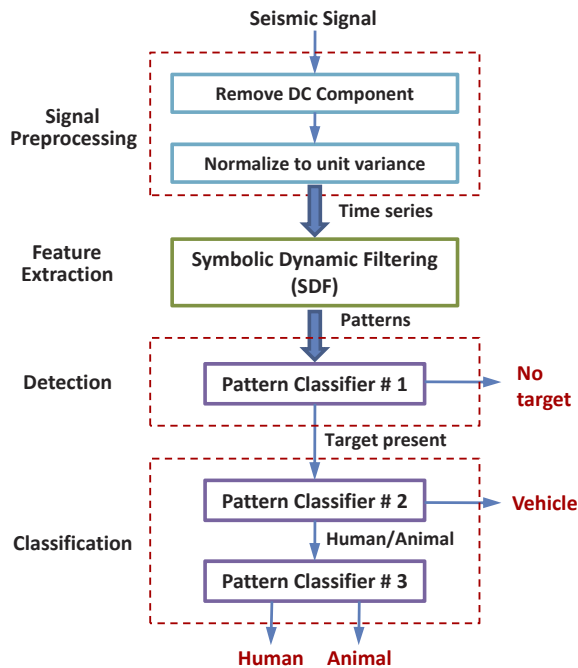 Seismic Signal
Signal
Preprocessing
Remove DC Component
Normalize to unit variance
Time series
Feature
Extraction
Symbolic Dynamic Filtering
(SDF)
Patterns
Detection
Pattern Classifier # 1
No
target
Target present
Classification
Pattern Classifier # 2
Vehicle
Human/Animal
Pattern Classifier # 3
Human
Animal